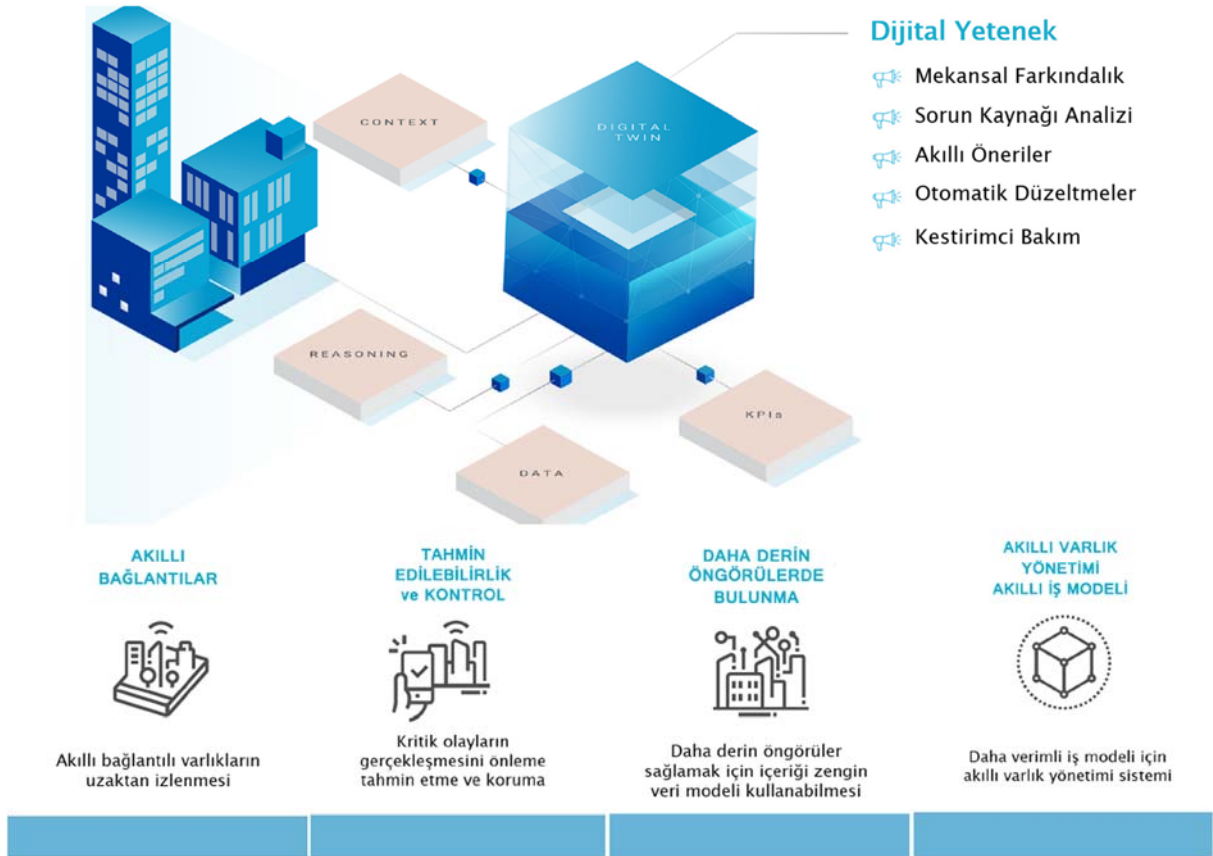 Dijital Yetenek
Mekansal Farkındalık
Sorun Kaynağı Analizi
Akıllı Öneriler
Otomatik Düzeltmeler
Kestirimci Bakım
CONTEXT
DIGITAL
TWIN
REASONING
KPIs
DATA
AKILLI
BAĞLANTILAR
Akıllı bağlantılı varlıkların
uzaktan izlenmesi
TAHMİN
EDİLEBİLİRLİK
ve KONTROL
Kritik olayların
gerçekleşmesini önleme
tahmin etme ve koruma
DAHA DERİN
ÖNGÖRÜLERDE
BULUNMA
Daha derin öngörüler
sağlamak için içeriği zengin
veri modeli kullanabilmesi
AKILLI VARLIK
YÖNETİMİ
AKILLI İŞ MODELİ
Daha verimli iş modeli için
akıllı varlık yönetimi sistemi